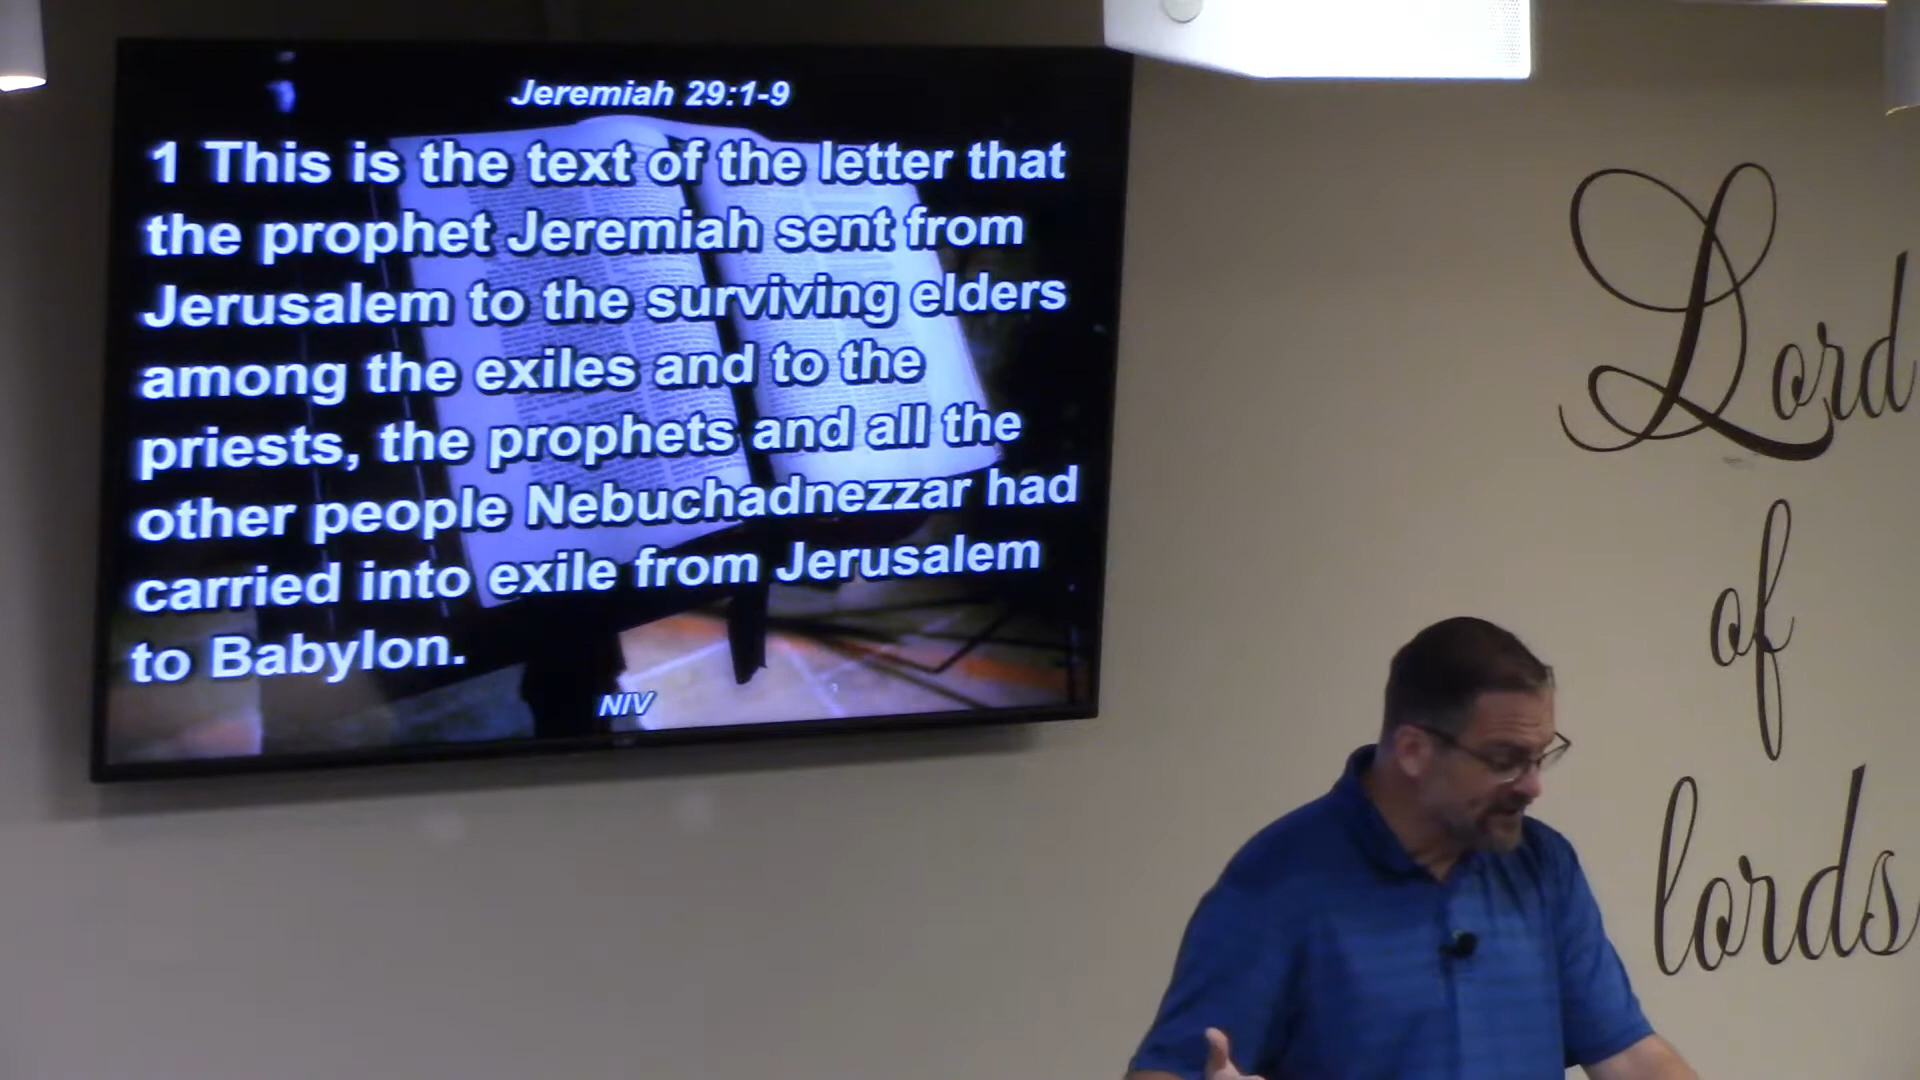 Jeremiah 29:1-9
1 This is the text of the letter that
the prophet Jeremiah sent from
Jerusalem to the surviving elders
among the exiles and to the
priests, the prophets and all the
other people Nebuchadnezzar had
carried into exile from Jerusalem
to Babylon.
NIV
Lord
of
lords